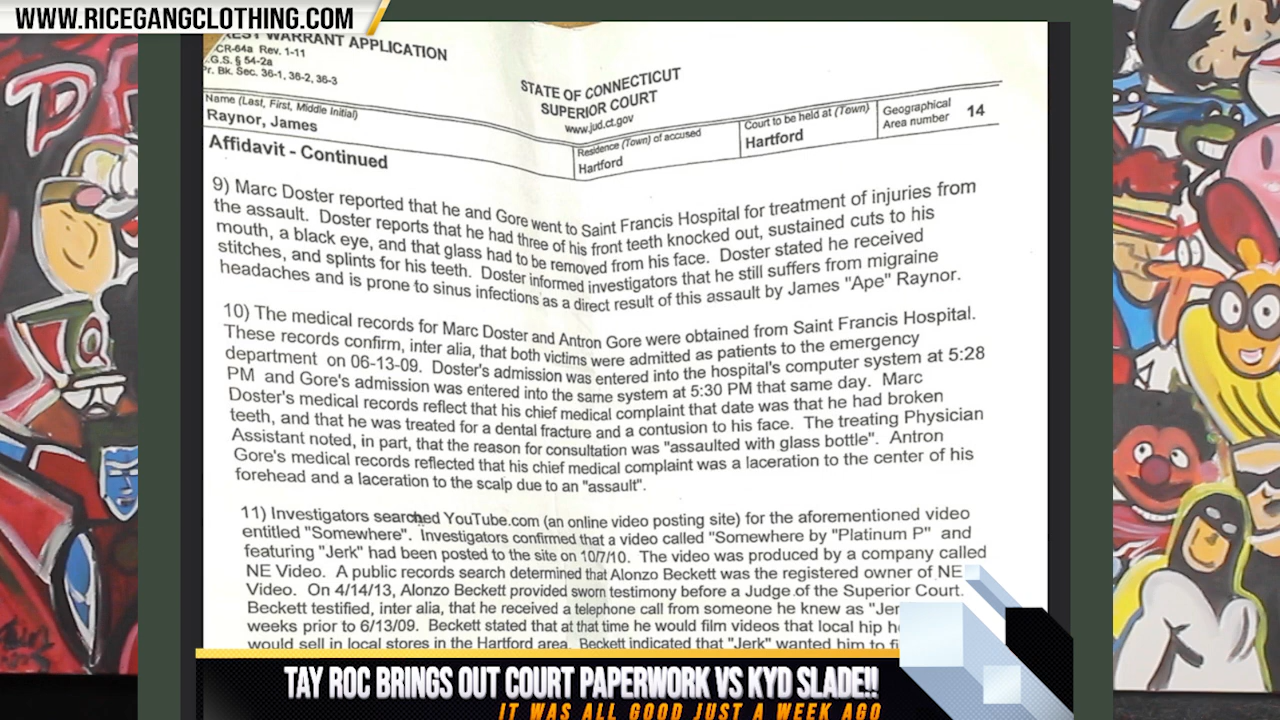 WWW.RICEGANGCLOTHING.COM
WARRANT APPLICATION
CR-64a Rev. 1-11
.G.S. § 54-2a
Pr. Bk. Sec. 36-1, 36-2, 36-3
STATE OF CONNECTICUT
SUPERIOR COURT
www.jud.ct.gov
Name (Last, First, Middle Initial)
Raynor, James
Residence (Town) of accused
Hartford
Court to be held at (Town)
Hartford
Geographical
Area number 14
Affidavit - Continued
9) Marc Doster reported that he and Gore went to Saint Francis Hospital for treatment of injuries from
the assault. Doster reports that he had three of his front teeth knocked out, sustained cuts to his
mouth, a black eye, and that glass had to be removed from his face. Doster stated he received
stitches, and splints for his teeth. Doster informed investigators that he still suffers from migraine
headaches and is prone to sinus infections as a direct result of this assault by James "Ape" Raynor.
10) The medical records for Marc Doster and Antron Gore were obtained from Saint Francis Hospital.
These records confirm, inter alia, that both victims were admitted as patients to the emergency
department on 06-13-09. Doster's admission was entered into the hospital's computer system at 5:28
PM and Gore's admission was entered into the same system at 5:30 PM that same day. Marc
Doster's medical records reflect that his chief medical complaint that date was that he had broken
teeth, and that he was treated for a dental fracture and a contusion to his face. The treating Physician
Assistant noted, in part, that the reason for consultation was "assaulted with glass bottle". Antron
Gore's medical records reflected that his chief medical complaint was a laceration to the center of his
forehead and a laceration to the scalp due to an "assault".
11) Investigators searched YouTube.com (an online video posting site) for the aforementioned video
entitled "Somewhere". Investigators confirmed that a video called "Somewhere by "Platinum P" and
featuring "Jerk" had been posted to the site on 10/7/10. The video was produced by a company called
NE Video. A public records search determined that Alonzo Beckett was the registered owner of NE
Video. On 4/14/13, Alonzo Beckett provided sworn testimony before a Judge of the Superior Court.
Beckett testified, inter alia, that he received a telephone call from someone he knew as "Jer
weeks prior to 6/13/09. Beckett stated that at that time he would film videos that local hip h
would sell in local stores in the Hartford area. Beckett indicated that "Jerk" wanted him to fi
TAY ROC BRINGS OUT COURT PAPERWORK VS KYD SLADE!!
IT WAS ALL GOOD JUST A WEEK AGO